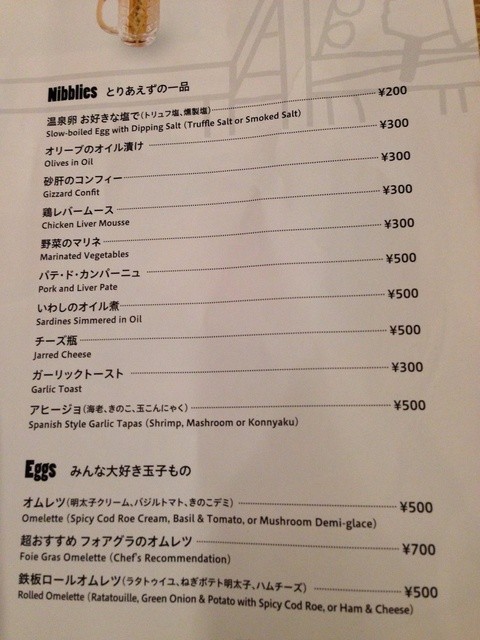 Nibblies とりあえずの一品
温泉卵 お好きな塩で(トリュフ塩、燻製塩) ¥200
Slow-boiled Egg with Dipping Salt (Truffle Salt or Smoked Salt)
オリーブのオイル漬け ¥300
Olives in Oil
砂肝のコンフィー ¥300
Gizzard Confit
鶏レバームース ¥300
Chicken Liver Mousse
野菜のマリネ ¥300
Marinated Vegetables
パテ・ド・カンパーニュ ¥500
Pork and Liver Pate
いわしのオイル煮 ¥500
Sardines Simmered in Oil
チーズ瓶 ¥500
Jarred Cheese
ガーリックトースト ¥300
Garlic Toast
アヒージョ(海老、きのこ、玉こんにゃく) ¥500
Spanish Style Garlic Tapas (Shrimp, Mashroom or Konnyaku)
Eggs みんな大好き玉子もの
オムレツ(明太子クリーム、バジルトマト、きのこデミ) ¥500
Omelette (Spicy Cod Roe Cream, Basil & Tomato, or Mushroom Demi-glace)
超おすすめ フォアグラのオムレツ ¥700
Foie Gras Omelette (Chef's Recommendation)
鉄板ロールオムレツ(ラタトゥイユ、ねぎポテト明太子、ハムチーズ) ¥500
Rolled Omelette (Ratatouille, Green Onion & Potato with Spicy Cod Roe, or Ham & Cheese)